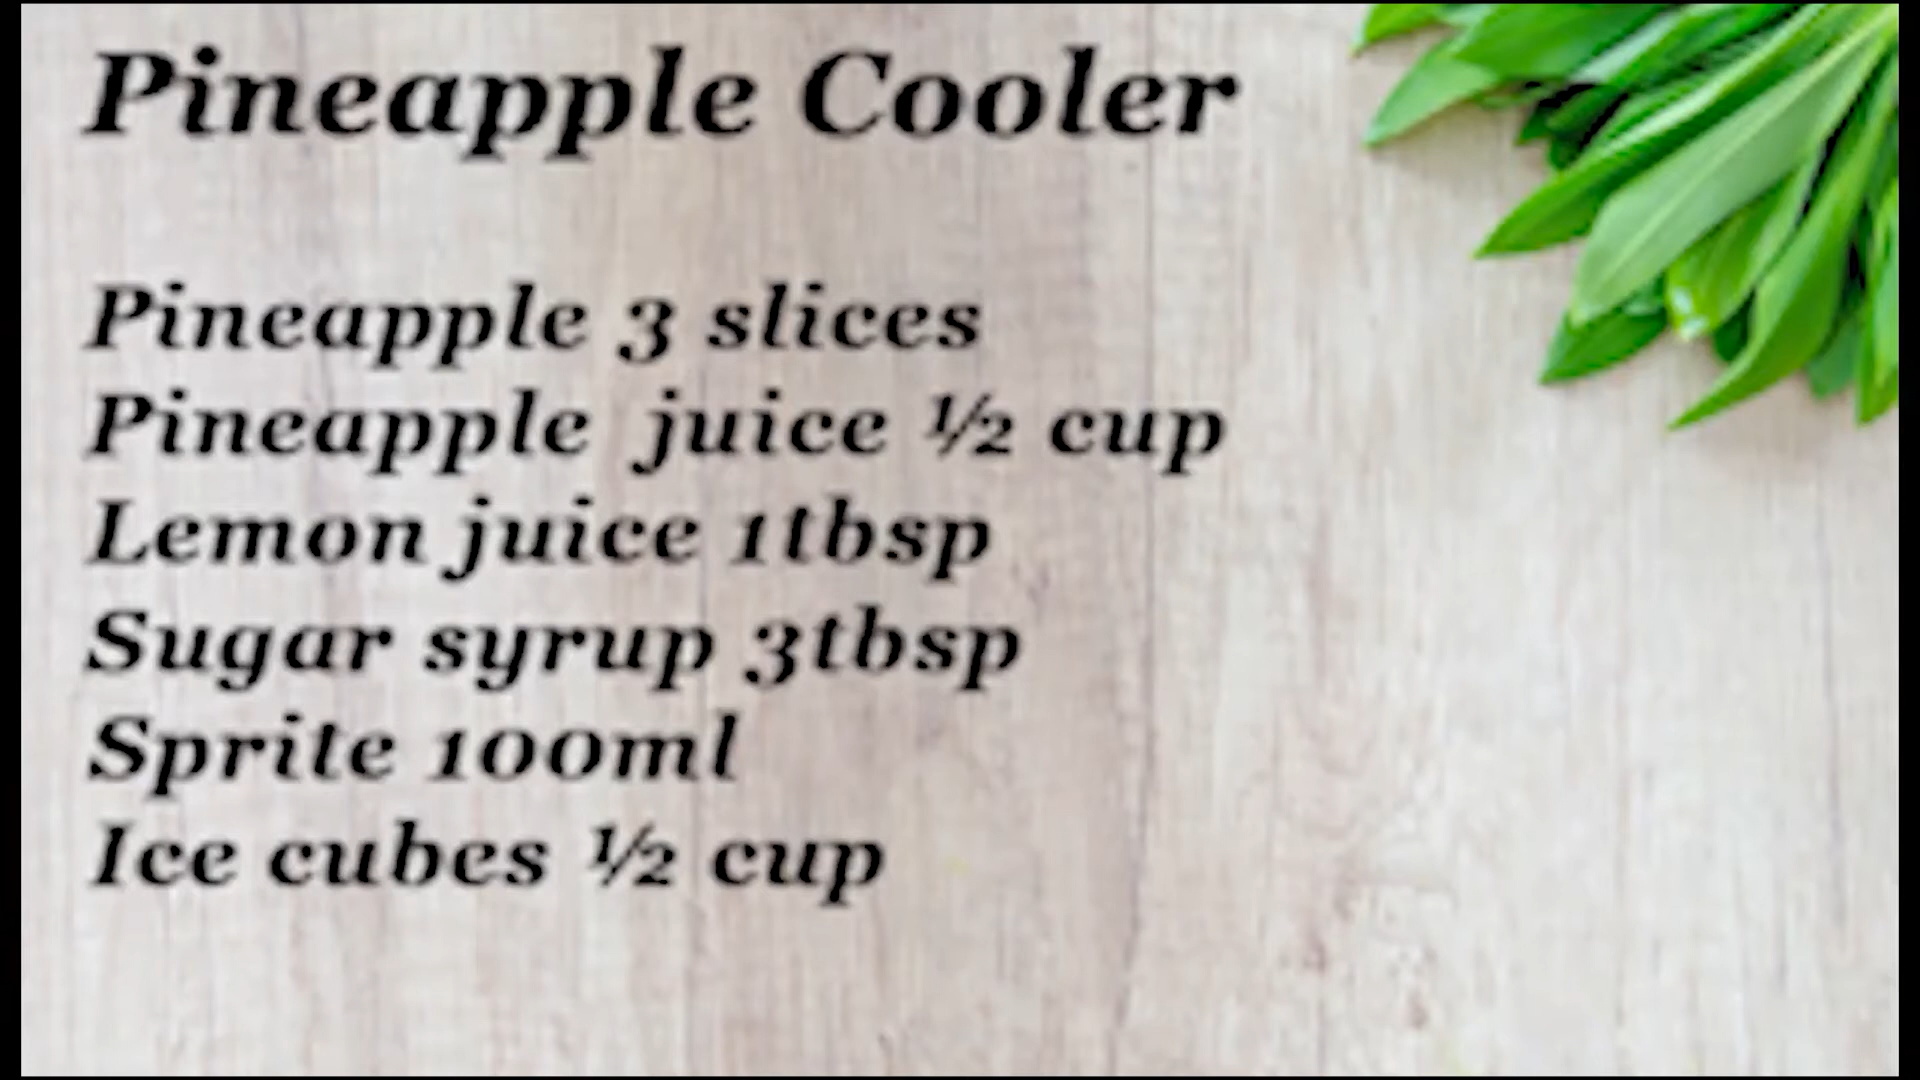 Pineapple Cooler
Pineapple 3 slices
Pineapple juice ½ cup
Lemon juice 1tbsp
Sugar syrup 3tbsp
Sprite 100ml
Ice cubes ½ cup